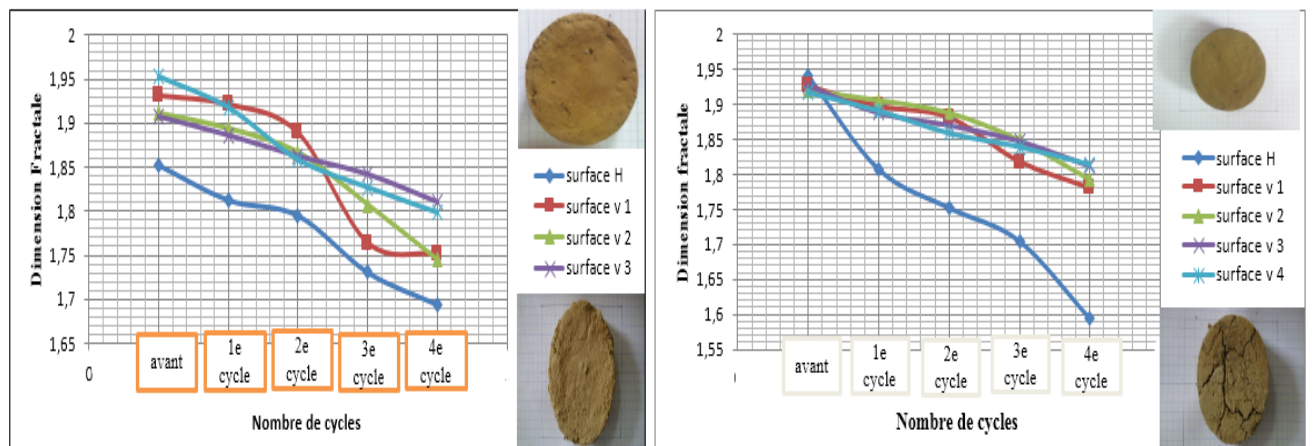 2
1,95
1,9
1,85
1,8
1,75
1,7
1,65
0
Dimension Fractale
avant
1e cycle
2e cycle
3e cycle
4e cycle
Nombre de cycles
surface H
surface v 1
surface v 2
surface v 3
2
1,95
1,9
1,85
1,8
1,75
1,7
1,65
1,6
1,55
0
Dimension fractale
avant
1e cycle
2e cycle
3e cycle
4e cycle
Nombre de cycles
surface H
surface v 1
surface v 2
surface v 3
surface v 4